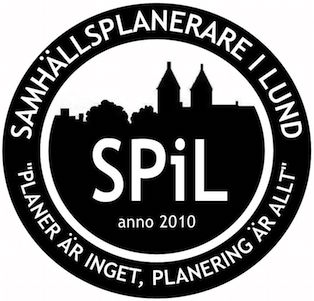 SAMHÄLLSPLANERARE I LUND
SPiL
anno 2010
"PLANER ÄR INGET, PLANERING ÄR ALLT"